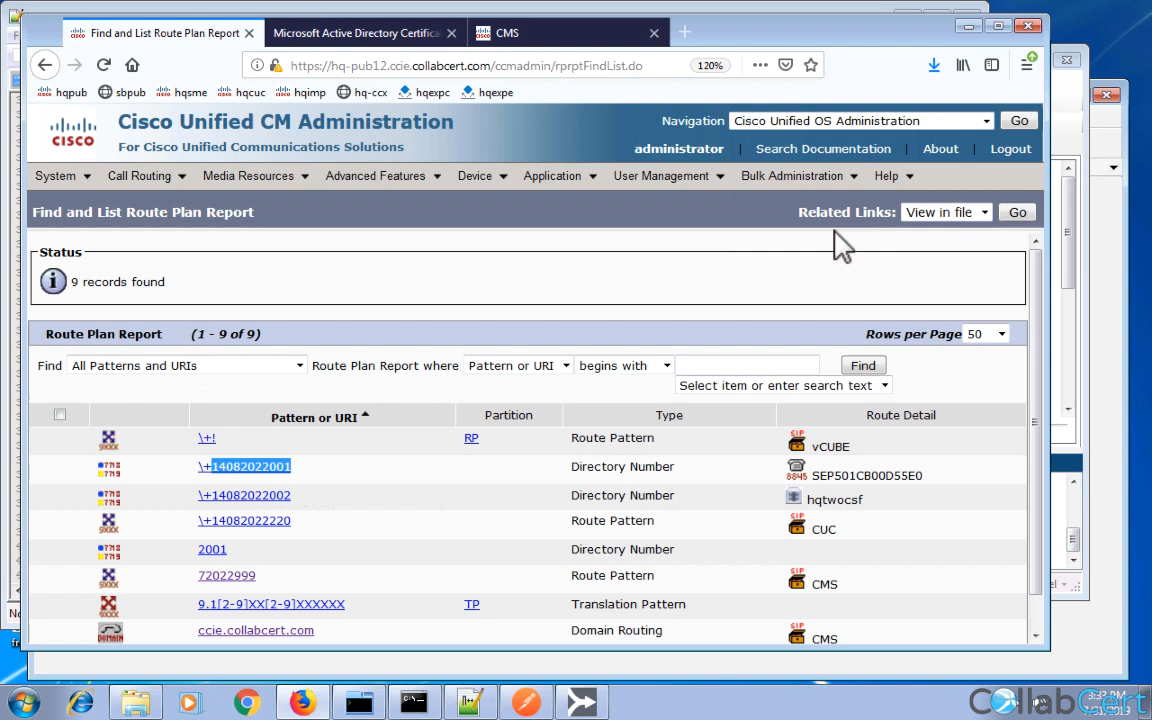 Find and List Route Plan Report
Microsoft Active Directory Certifica
CMS
https://hq-pub12.ccie.collabcert.com/ccmadmin/rprtFindList.do
120%
hqpub
sbpub
hqsme
hqcuc
hqimp
hq-ccx
hqexpc
hqexpe
CISCO
Cisco Unified CM Administration
For Cisco Unified Communications Solutions
Navigation Cisco Unified OS Administration Go
administrator | Search Documentation | About | Logout
System Call Routing Media Resources Advanced Features Device Application User Management Bulk Administration Help
Find and List Route Plan Report
Related Links: View in file Go
Status
9 records found
Route Plan Report (1 - 9 of 9)
Rows per Page 50
Find All Patterns and URIs Route Plan Report where Pattern or URI begins with Find
Select item or enter search text
Pattern or URI Partition Type Route Detail
\+! RP Route Pattern SIP vCUBE
\+14082022001 Directory Number 8845 SEP501CB00D55E0
\+14082022002 Directory Number hqtwocsf
\+14082022220 Route Pattern SIP CUC
2001 Directory Number
72022999 Route Pattern SIP CMS
9.1[2-9]XX[2-9]XXXXXX TP Translation Pattern
ccie.collabcert.com Domain Routing SIP CMS
DOMAIN
CollabCert